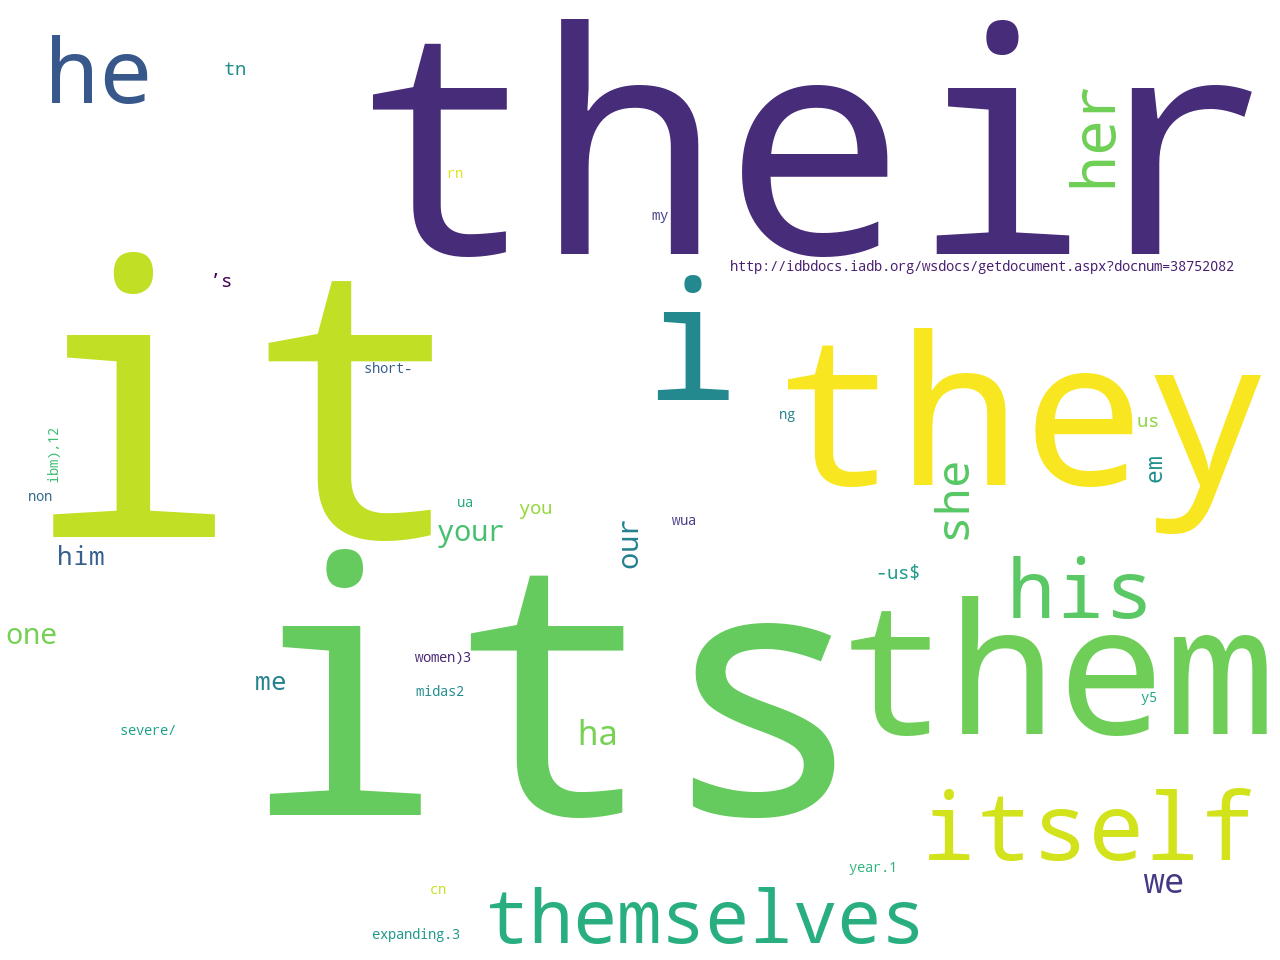 he
tn
their
her
rn
my
’s
http://idbdocs.iadb.org/wsdocs/getdocument.aspx?docnum=38752082
it
i
they
short-
ng
us
ibm),12
em
she
non
ua
you
your
wua
our
him
-us$
his
its
them
one
women)3
me
midas2
y5
severe/
ha
itself
year.1
we
cn
themselves
expanding.3